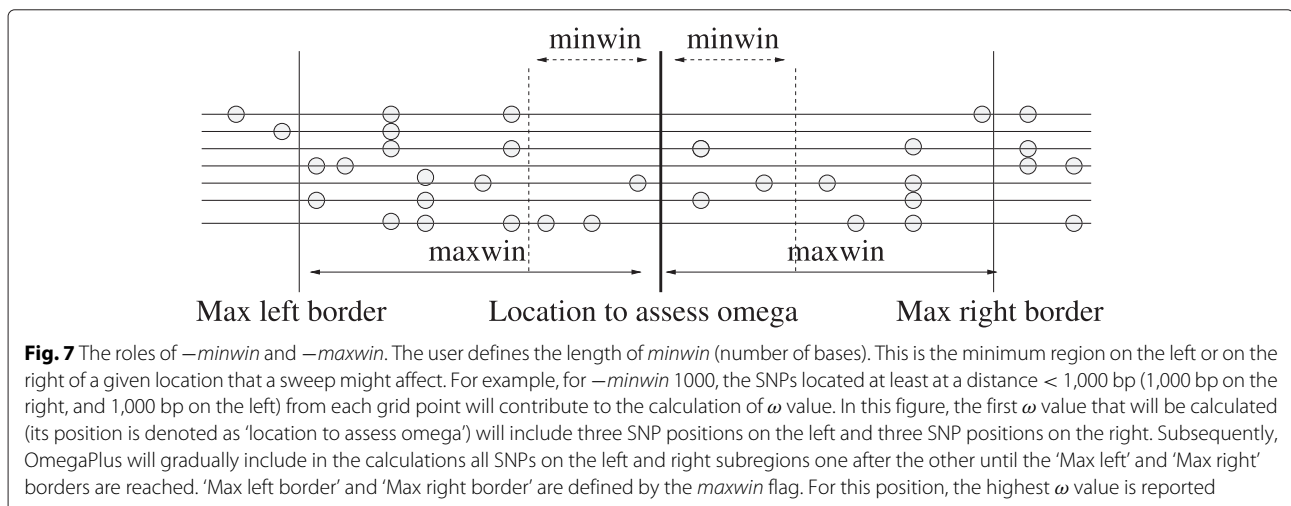 minwin minwin
maxwin maxwin
Max left border Location to assess omega Max right border
Fig. 7 The roles of −minwin and −maxwin. The user defines the length of minwin (number of bases). This is the minimum region on the left or on the
right of a given location that a sweep might affect. For example, for −minwin 1000, the SNPs located at least at a distance < 1,000 bp (1,000 bp on the
right, and 1,000 bp on the left) from each grid point will contribute to the calculation of ω value. In this figure, the first ω value that will be calculated
(its position is denoted as ‘location to assess omega’) will include three SNP positions on the left and three SNP positions on the right. Subsequently,
OmegaPlus will gradually include in the calculations all SNPs on the left and right subregions one after the other until the ‘Max left’ and ‘Max right’
borders are reached. ‘Max left border’ and ‘Max right border’ are defined by the maxwin flag. For this position, the highest ω value is reported